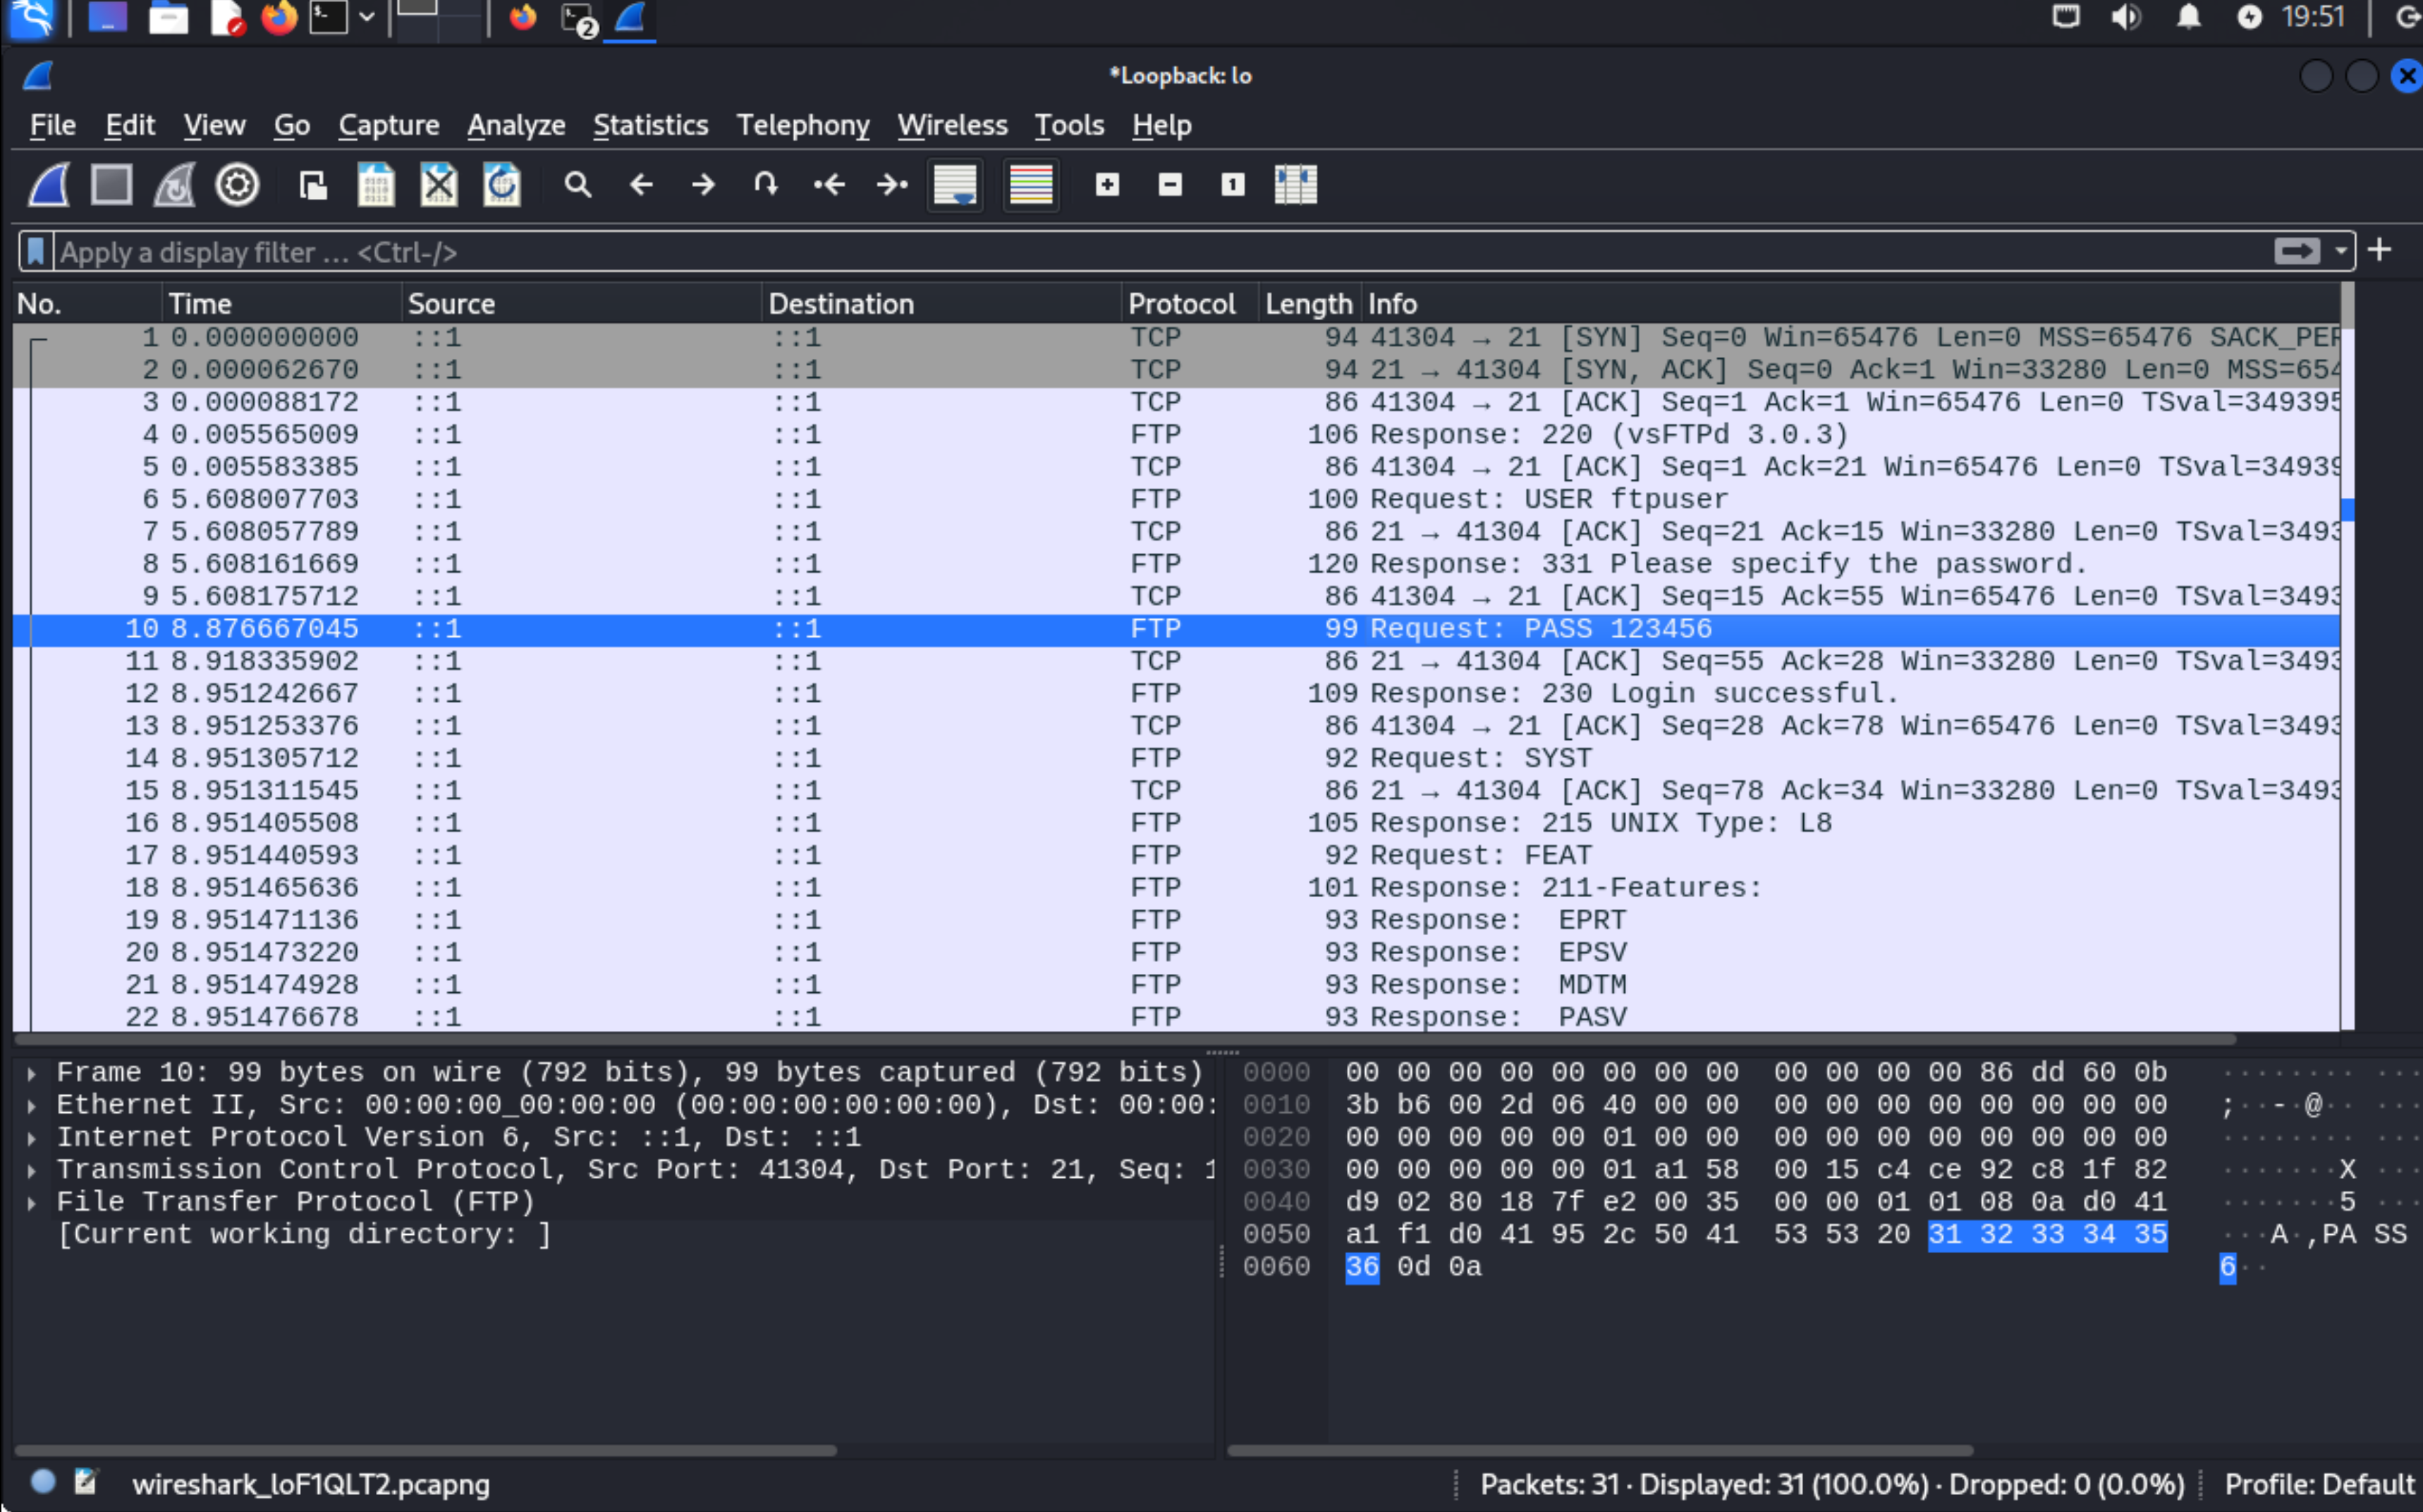 2 19:51
*Loopback: lo
File Edit View Go Capture Analyze Statistics Telephony Wireless Tools Help
Apply a display filter … <Ctrl-/>
No. Time Source Destination Protocol Length Info
1 0.000000000 ::1 ::1 TCP 94 41304 → 21 [SYN] Seq=0 Win=65476 Len=0 MSS=65476 SACK_PER
2 0.000062670 ::1 ::1 TCP 94 21 → 41304 [SYN, ACK] Seq=0 Ack=1 Win=33280 Len=0 MSS=654
3 0.000088172 ::1 ::1 TCP 86 41304 → 21 [ACK] Seq=1 Ack=1 Win=65476 Len=0 TSval=349395
4 0.005565009 ::1 ::1 FTP 106 Response: 220 (vsFTPd 3.0.3)
5 0.005583385 ::1 ::1 TCP 86 41304 → 21 [ACK] Seq=1 Ack=21 Win=65476 Len=0 TSval=34939
6 5.608007703 ::1 ::1 FTP 100 Request: USER ftpuser
7 5.608057789 ::1 ::1 TCP 86 21 → 41304 [ACK] Seq=21 Ack=15 Win=33280 Len=0 TSval=3493
8 5.608161669 ::1 ::1 FTP 120 Response: 331 Please specify the password.
9 5.608175712 ::1 ::1 TCP 86 41304 → 21 [ACK] Seq=15 Ack=55 Win=65476 Len=0 TSval=3493
10 8.876667045 ::1 ::1 FTP 99 Request: PASS 123456
11 8.918335902 ::1 ::1 TCP 86 21 → 41304 [ACK] Seq=55 Ack=28 Win=33280 Len=0 TSval=3493
12 8.951242667 ::1 ::1 FTP 109 Response: 230 Login successful.
13 8.951253376 ::1 ::1 TCP 86 41304 → 21 [ACK] Seq=28 Ack=78 Win=65476 Len=0 TSval=3493
14 8.951305712 ::1 ::1 FTP 92 Request: SYST
15 8.951311545 ::1 ::1 TCP 86 21 → 41304 [ACK] Seq=78 Ack=34 Win=33280 Len=0 TSval=3493
16 8.951405508 ::1 ::1 FTP 105 Response: 215 UNIX Type: L8
17 8.951440593 ::1 ::1 FTP 92 Request: FEAT
18 8.951465636 ::1 ::1 FTP 101 Response: 211-Features:
19 8.951471136 ::1 ::1 FTP 93 Response: EPRT
20 8.951473220 ::1 ::1 FTP 93 Response: EPSV
21 8.951474928 ::1 ::1 FTP 93 Response: MDTM
22 8.951476678 ::1 ::1 FTP 93 Response: PASV
Frame 10: 99 bytes on wire (792 bits), 99 bytes captured (792 bits)
Ethernet II, Src: 00:00:00_00:00:00 (00:00:00:00:00:00), Dst: 00:00:
Internet Protocol Version 6, Src: ::1, Dst: ::1
Transmission Control Protocol, Src Port: 41304, Dst Port: 21, Seq: 1
File Transfer Protocol (FTP)
[Current working directory: ]
0000 00 00 00 00 00 00 00 00 00 00 00 00 86 dd 60 0b ········ ···
0010 3b b6 00 2d 06 40 00 00 00 00 00 00 00 00 00 00 ;··-·@·· ···
0020 00 00 00 00 00 01 00 00 00 00 00 00 00 00 00 00 ········ ···
0030 00 00 00 00 00 01 a1 58 00 15 c4 ce 92 c8 1f 82 ·······X ···
0040 d9 02 80 18 7f e2 00 35 00 00 01 01 08 0a d0 41 ·······5 ···
0050 a1 f1 d0 41 95 2c 50 41 53 53 20 31 32 33 34 35 ···A·,PA SS
0060 36 0d 0a 6··
wireshark_loF1QLT2.pcapng Packets: 31 · Displayed: 31 (100.0%) · Dropped: 0 (0.0%) Profile: Default